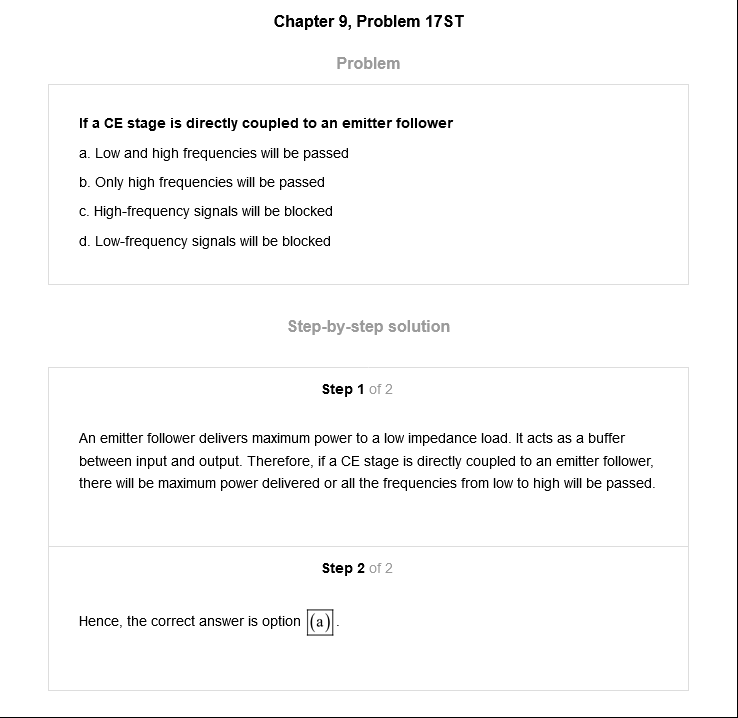 Chapter 9, Problem 17ST
Problem
If a CE stage is directly coupled to an emitter follower
a. Low and high frequencies will be passed
b. Only high frequencies will be passed
c. High-frequency signals will be blocked
d. Low-frequency signals will be blocked
Step-by-step solution
Step 1 of 2
An emitter follower delivers maximum power to a low impedance load. It acts as a buffer
between input and output. Therefore, if a CE stage is directly coupled to an emitter follower,
there will be maximum power delivered or all the frequencies from low to high will be passed.
Step 2 of 2
Hence, the correct answer is option (a).